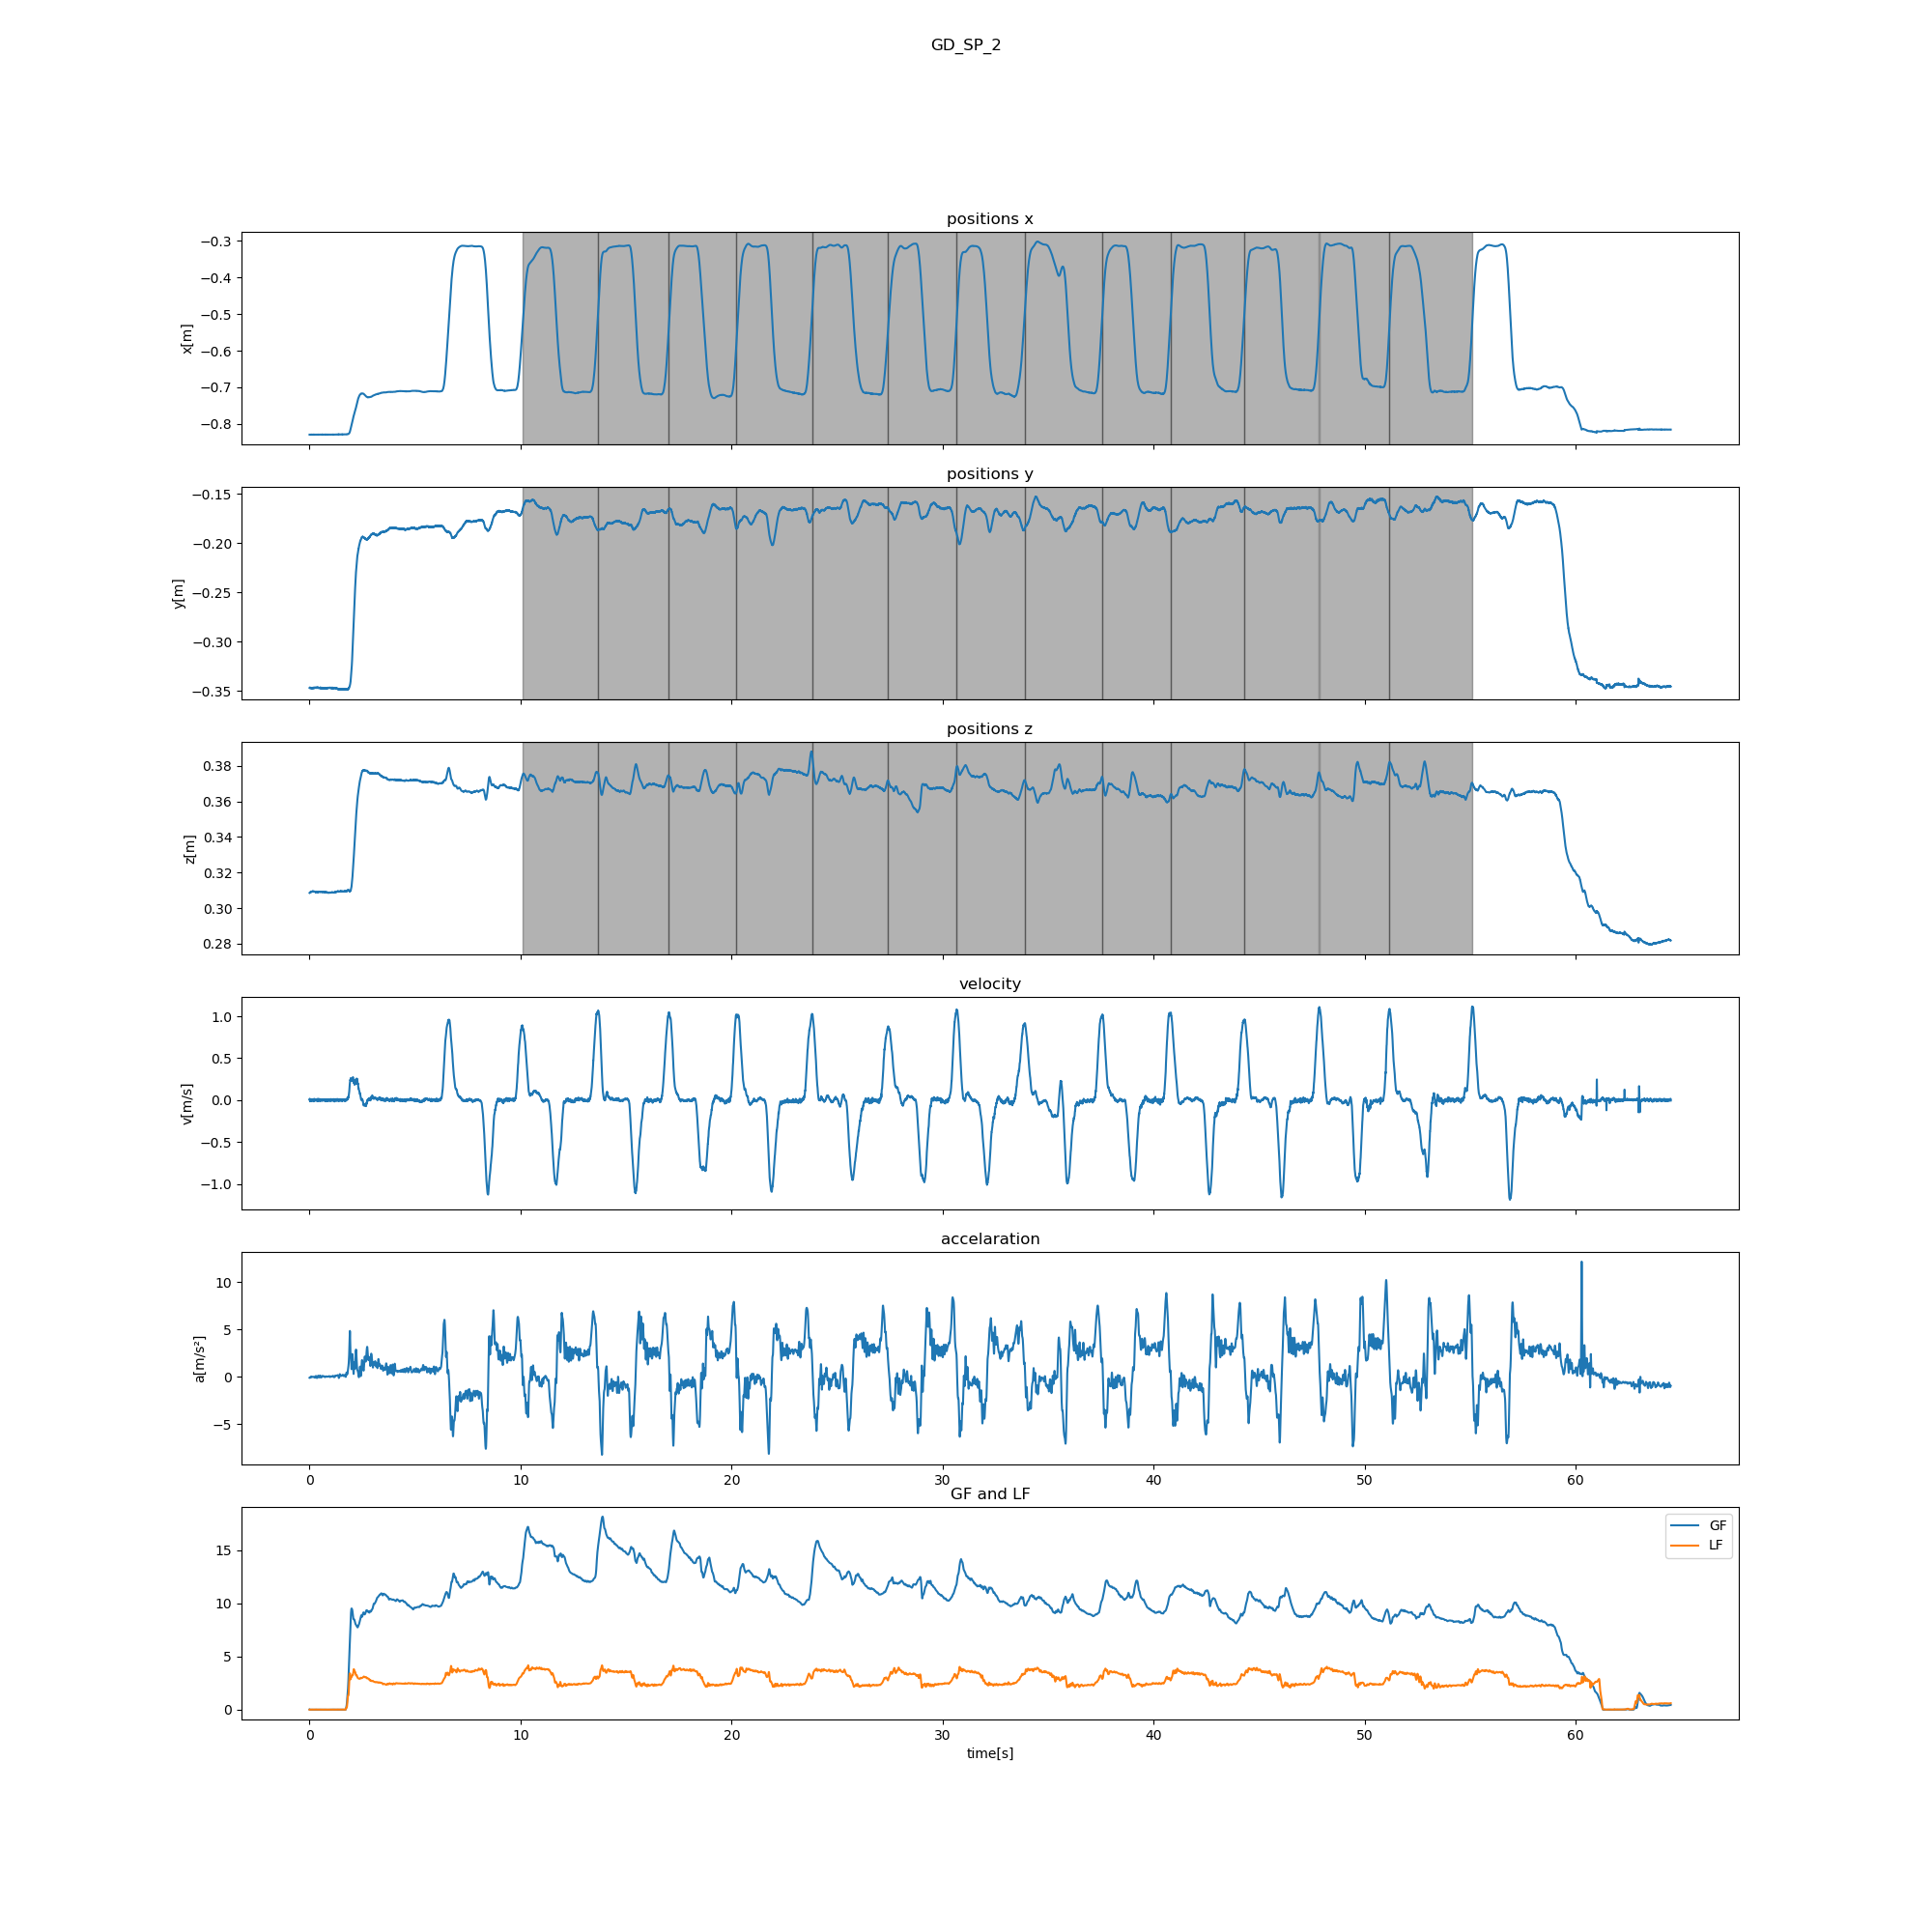 GD_SP_2
positions x
−0.3
−0.4
−0.5
−0.6
−0.7
−0.8
x[m]
positions y
−0.15
−0.20
−0.25
−0.30
−0.35
y[m]
positions z
0.38
0.36
0.34
0.32
0.30
0.28
z[m]
velocity
1.0
0.5
0.0
−0.5
−1.0
v[m/s]
accelaration
10
5
0
−5
a[m/s²]
0 10 20 30 40 50 60
GF and LF
15
10
5
0
GF
LF
0 10 20 30 40 50 60
time[s]